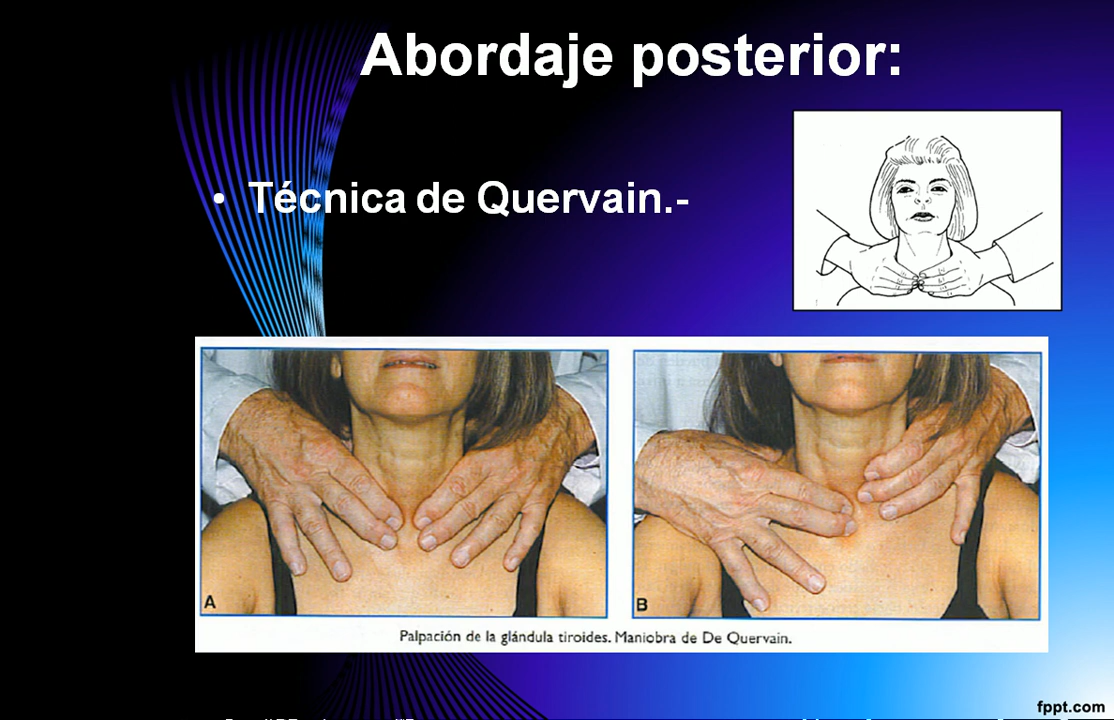 Abordaje posterior:
• Técnica de Quervain.-
A
B
Palpación de la glándula tiroides. Maniobra de De Quervain.
fppt.com